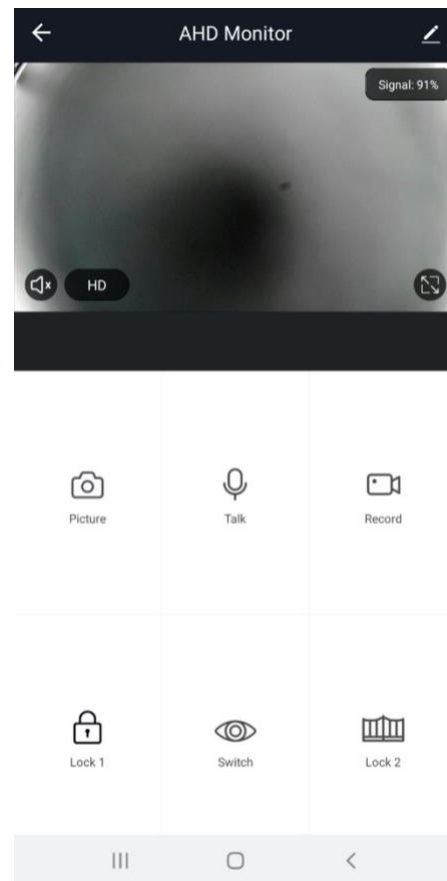 AHD Monitor
Signal: 91%
HD
Picture
Talk
Record
Lock 1
Switch
Lock 2